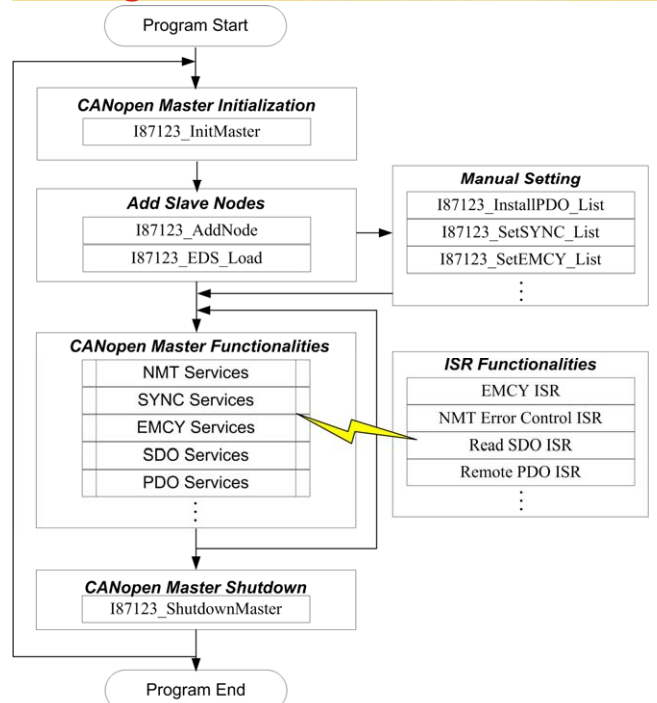 Program Start
CANopen Master Initialization
I87123_InitMaster
Add Slave Nodes
I87123_AddNode
I87123_EDS_Load
Manual Setting
I87123_InstallPDO_List
I87123_SetSYNC_List
I87123_SetEMCY_List
CANopen Master Functionalities
NMT Services
SYNC Services
EMCY Services
SDO Services
PDO Services
ISR Functionalities
EMCY ISR
NMT Error Control ISR
Read SDO ISR
Remote PDO ISR
CANopen Master Shutdown
I87123_ShutdownMaster
Program End